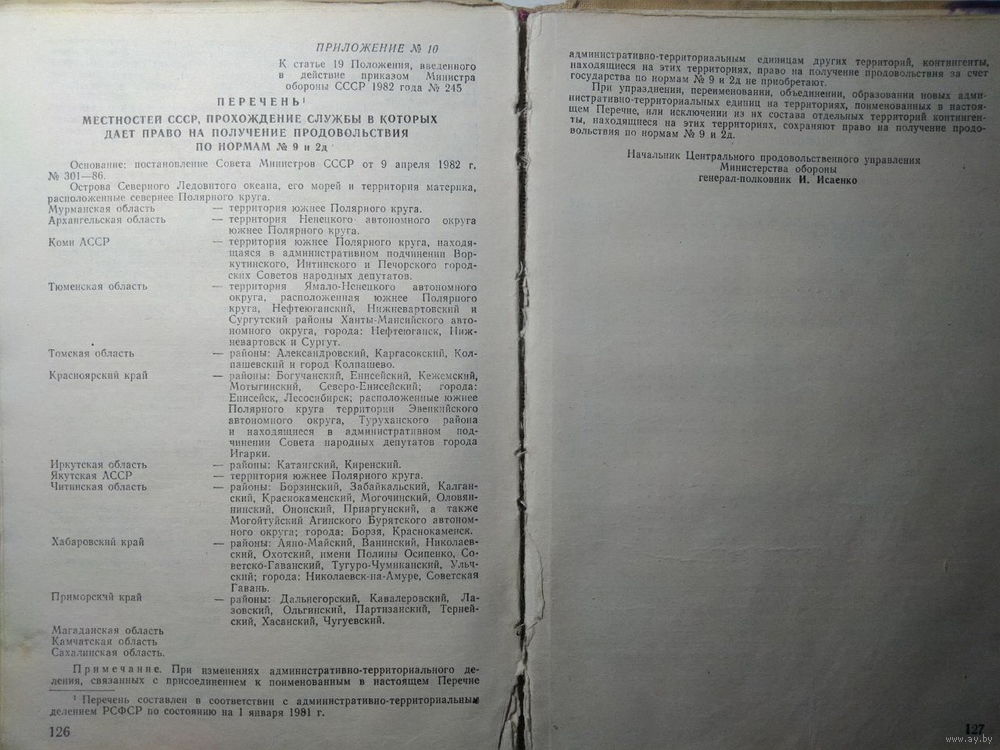 ПРИЛОЖЕНИЕ № 10
К статье 19 Положения, введенного
в действие приказом Министра
обороны СССР 1982 года № 245
ПЕРЕЧЕНЬ¹
МЕСТНОСТЕЙ СССР, ПРОХОЖДЕНИЕ СЛУЖБЫ В КОТОРЫХ
ДАЕТ ПРАВО НА ПОЛУЧЕНИЕ ПРОДОВОЛЬСТВИЯ
ПО НОРМАМ № 9 и 2д
Основание: постановление Совета Министров СССР от 9 апреля 1982 г.
№ 301—86.
Острова Северного Ледовитого океана, его морей и территория материка,
расположенные севернее Полярного круга.
Мурманская область — территория южнее Полярного круга.
Архангельская область — территория Ненецкого автономного округа
южнее Полярного круга.
Коми АССР — территория южнее Полярного круга, находя-
щаяся в административном подчинении Вор-
кутинского, Интинского и Печорского город-
ских Советов народных депутатов.
Тюменская область — территория Ямало-Ненецкого автономного
округа, расположенная южнее Полярного
круга, Нефтеюганский, Нижневартовский и
Сургутский районы Ханты-Мансийского авто-
номного округа, города: Нефтеюганск, Ниж-
невартовск и Сургут.
Томская область — районы: Александровский, Каргасокский, Кол-
пашевский и город Колпашево.
Красноярский край — районы: Богучанский, Енисейский, Кежемский,
Мотыгинский, Северо-Енисейский; города:
Енисейск, Лесосибирск; расположенные южнее
Полярного круга территории Эвенкийского
автономного округа, Туруханского района
и находящиеся в административном под-
чинении Совета народных депутатов города
Игарки.
Иркутская область — районы: Катангский, Киренский.
Якутская АССР — территория южнее Полярного круга.
Читинская область — районы: Борзинский, Забайкальский, Калган-
ский, Краснокаменский, Могочинский, Оловян-
нинский, Ононский, Приаргунский, а также
Могойтуйский Агинского Бурятского автоном-
ного округа; города: Борзя, Краснокаменск.
Хабаровский край — районы: Аяно-Майский, Ванинский, Николаев-
ский, Охотский, имени Полины Осипенко, Со-
ветско-Гаванский, Тугуро-Чумиканский, Ульч-
ский; города: Николаевск-на-Амуре, Советская
Гавань.
Приморский край — районы: Дальнегорский, Кавалеровский, Ла-
зовский, Ольгинский, Партизанский, Терней-
ский, Хасанский, Чугуевский.
Магаданская область
Камчатская область
Сахалинская область.
Примечание. При изменениях административно-территориального де-
ления, связанных с присоединением к поименованным в настоящем Перечне
¹ Перечень составлен в соответствии с административно-территориальным
делением РСФСР по состоянию на 1 января 1981 г.
126
административно-территориальным единицам других территорий, контингенты,
находящиеся на этих территориях, право на получение продовольствия за счет
государства по нормам № 9 и 2д не приобретают.
При упразднении, переименовании, объединении, образовании новых адми-
нистративно-территориальных единиц на территориях, поименованных в настоя-
щем Перечне, или исключении из их состава отдельных территорий континген-
ты, находящиеся на этих территориях, сохраняют право на получение продо-
вольствия по нормам № 9 и 2д.
Начальник Центрального продовольственного управления
Министерства обороны
генерал-полковник И. Исаенко
127
www.ay.by